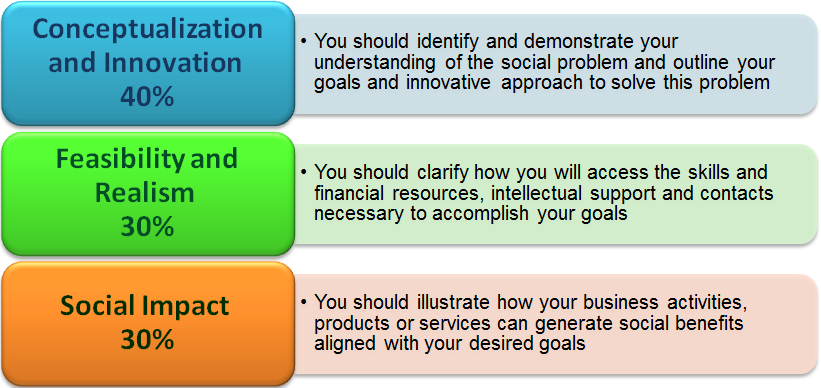 Conceptualization
and Innovation
40%
• You should identify and demonstrate your
understanding of the social problem and outline your
goals and innovative approach to solve this problem
Feasibility and
Realism
30%
• You should clarify how you will access the skills and
financial resources, intellectual support and contacts
necessary to accomplish your goals
Social Impact
30%
• You should illustrate how your business activities,
products or services can generate social benefits
aligned with your desired goals